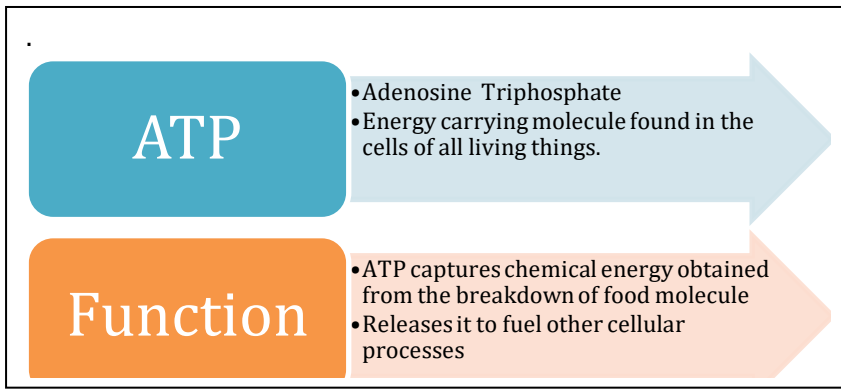 .
ATP
•Adenosine Triphosphate
•Energy carrying molecule found in the
cells of all living things.
Function
•ATP captures chemical energy obtained
from the breakdown of food molecule
•Releases it to fuel other cellular
processes